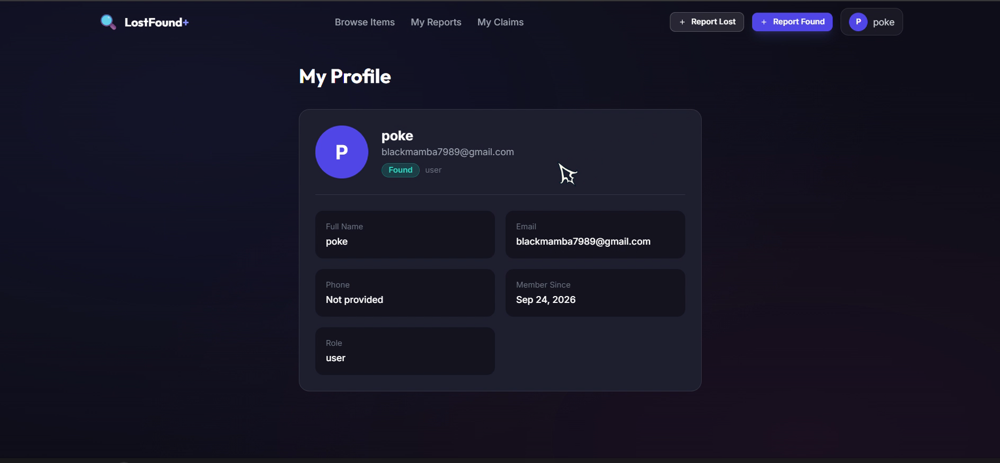 LostFound+
Browse Items
My Reports
My Claims
+ Report Lost
+ Report Found
P
poke
My Profile
P
poke
blackmamba7989@gmail.com
Found
user
Full Name
poke
Email
blackmamba7989@gmail.com
Phone
Not provided
Member Since
Sep 24, 2026
Role
user